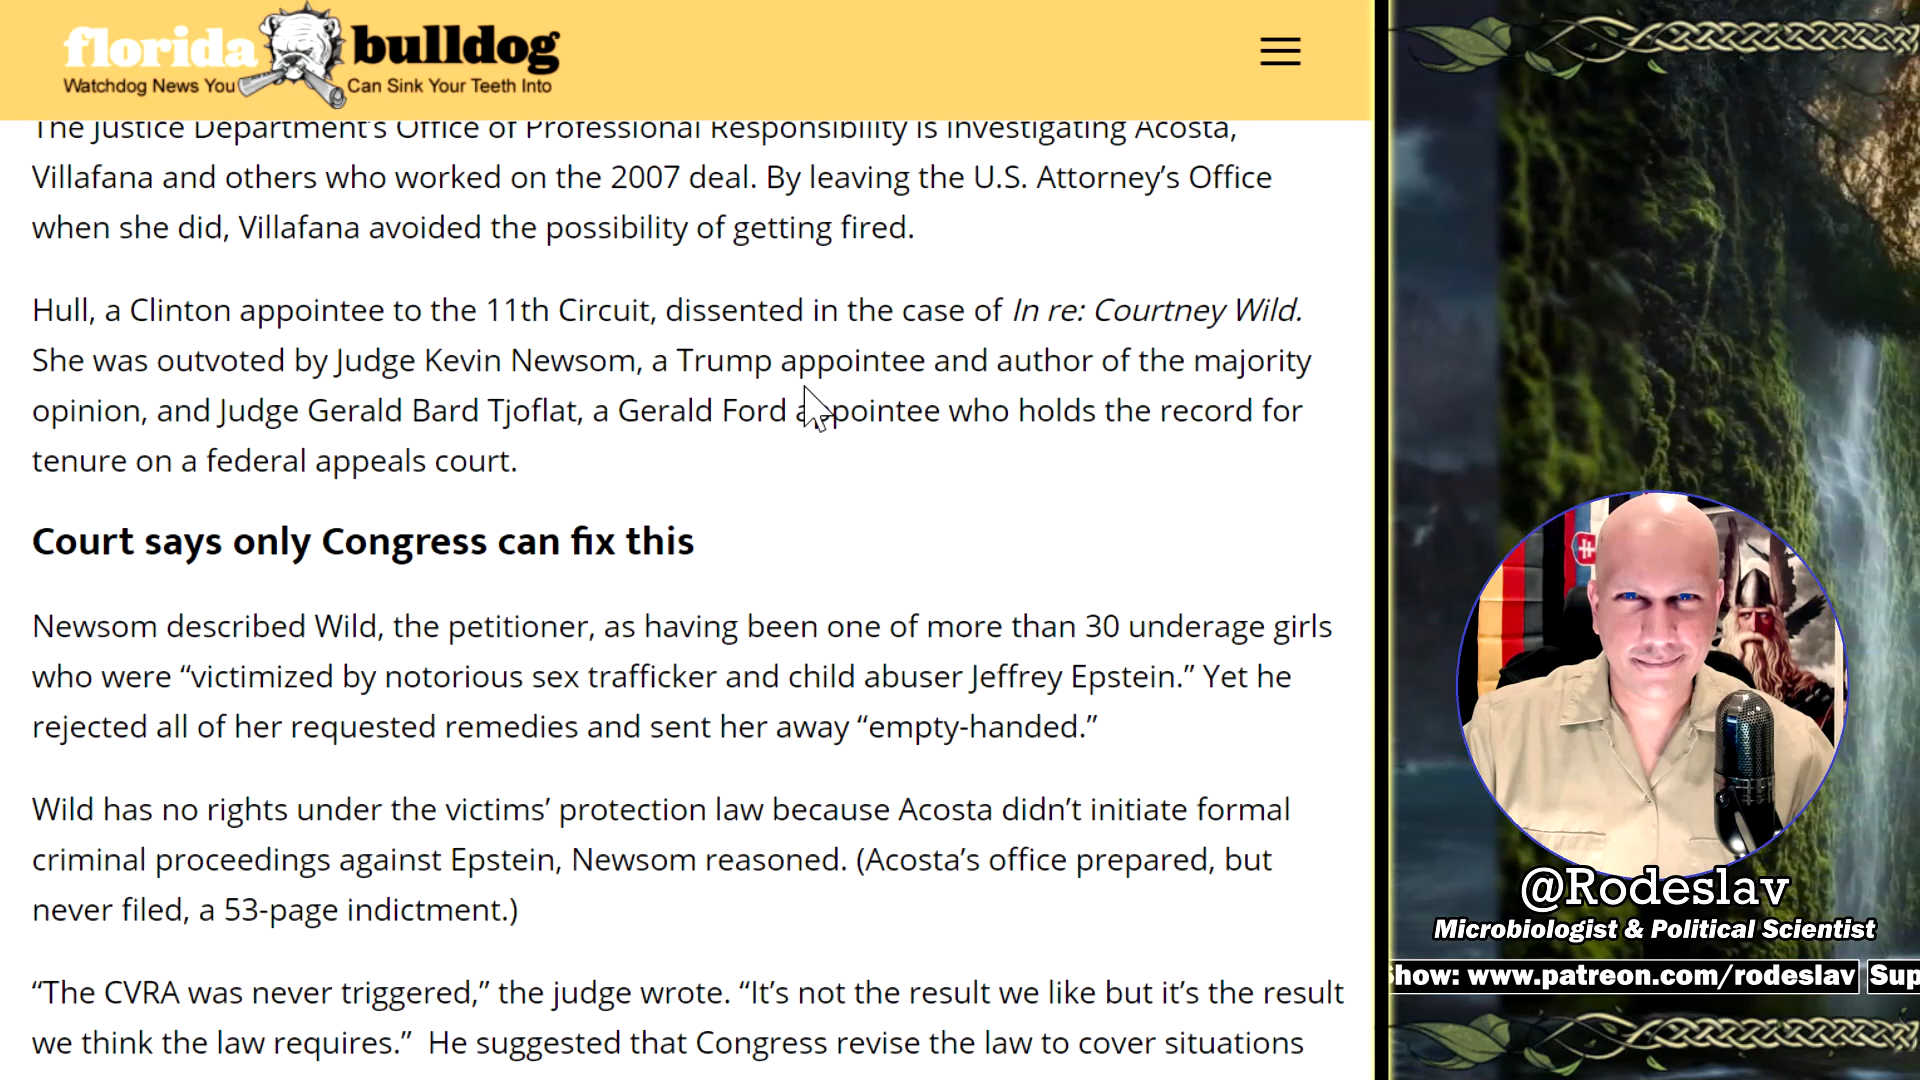 florida bulldog
Watchdog News You Can Sink Your Teeth Into
The Justice Department's Office of Professional Responsibility is investigating Acosta,
Villafana and others who worked on the 2007 deal. By leaving the U.S. Attorney’s Office
when she did, Villafana avoided the possibility of getting fired.
Hull, a Clinton appointee to the 11th Circuit, dissented in the case of In re: Courtney Wild.
She was outvoted by Judge Kevin Newsom, a Trump appointee and author of the majority
opinion, and Judge Gerald Bard Tjoflat, a Gerald Ford appointee who holds the record for
tenure on a federal appeals court.
Court says only Congress can fix this
Newsom described Wild, the petitioner, as having been one of more than 30 underage girls
who were “victimized by notorious sex trafficker and child abuser Jeffrey Epstein.” Yet he
rejected all of her requested remedies and sent her away “empty-handed.”
Wild has no rights under the victims’ protection law because Acosta didn’t initiate formal
criminal proceedings against Epstein, Newsom reasoned. (Acosta’s office prepared, but
never filed, a 53-page indictment.)
“The CVRA was never triggered,” the judge wrote. “It’s not the result we like but it’s the result
we think the law requires.” He suggested that Congress revise the law to cover situations
@Rodeslav
Microbiologist & Political Scientist
Show: www.patreon.com/rodeslav Sup